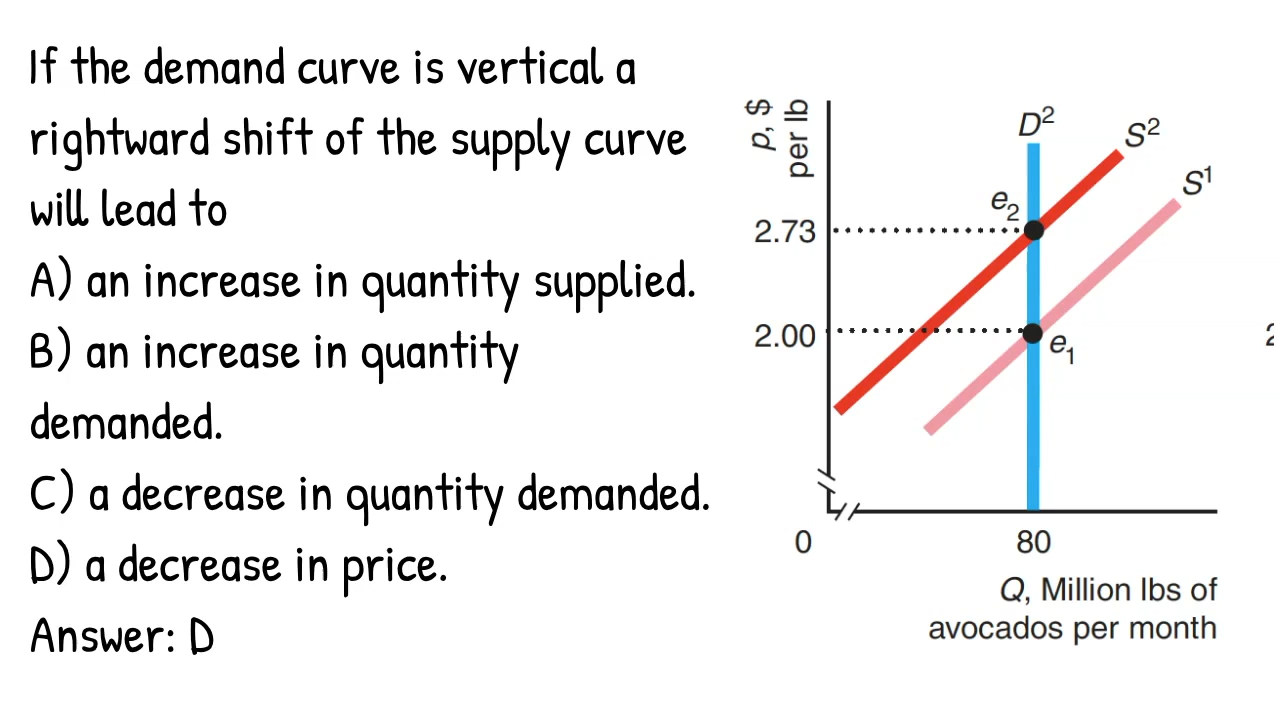 If the demand curve is vertical a
rightward shift of the supply curve
will lead to
A) an increase in quantity supplied.
B) an increase in quantity
demanded.
C) a decrease in quantity demanded.
D) a decrease in price.
Answer: D
p, $
per lb
D²
S²
S¹
e₂
2.73
2.00
e₁
2
0
80
Q, Million lbs of
avocados per month